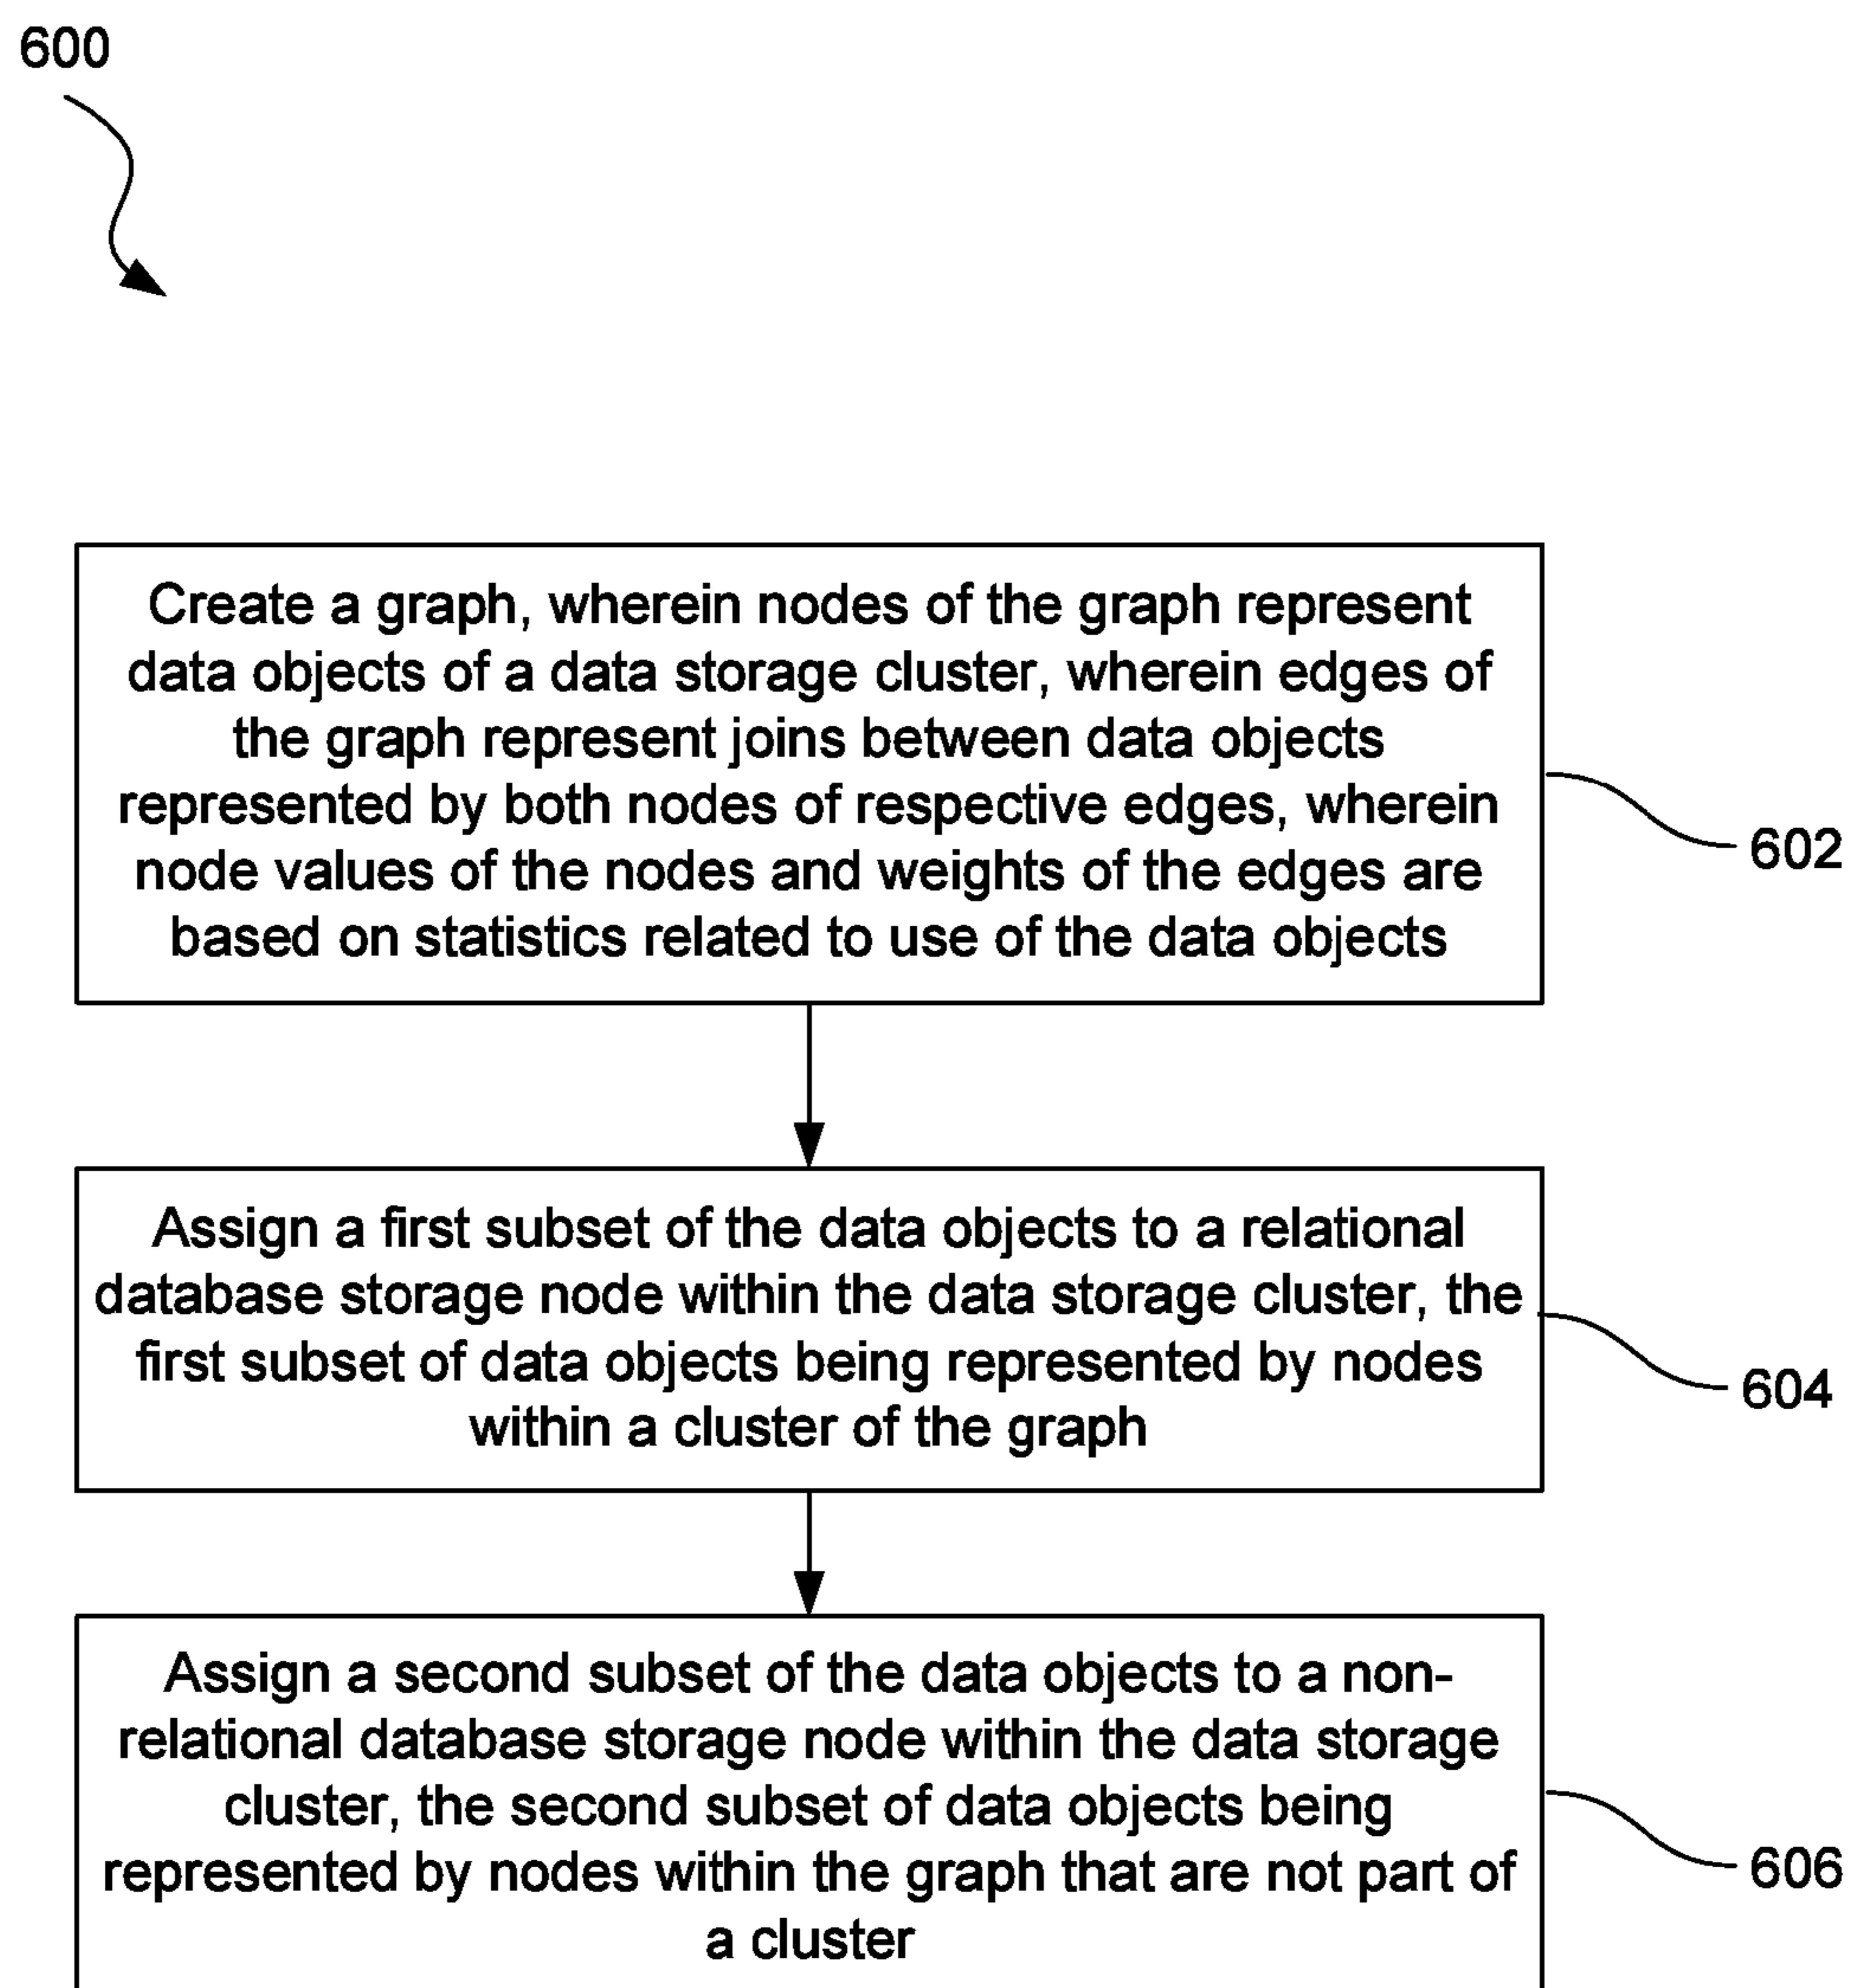 600
Create a graph, wherein nodes of the graph represent
data objects of a data storage cluster, wherein edges of
the graph represent joins between data objects
represented by both nodes of respective edges, wherein
node values of the nodes and weights of the edges are
based on statistics related to use of the data objects
602
Assign a first subset of the data objects to a relational
database storage node within the data storage cluster, the
first subset of data objects being represented by nodes
within a cluster of the graph
604
Assign a second subset of the data objects to a non-
relational database storage node within the data storage
cluster, the second subset of data objects being
represented by nodes within the graph that are not part of
a cluster
606